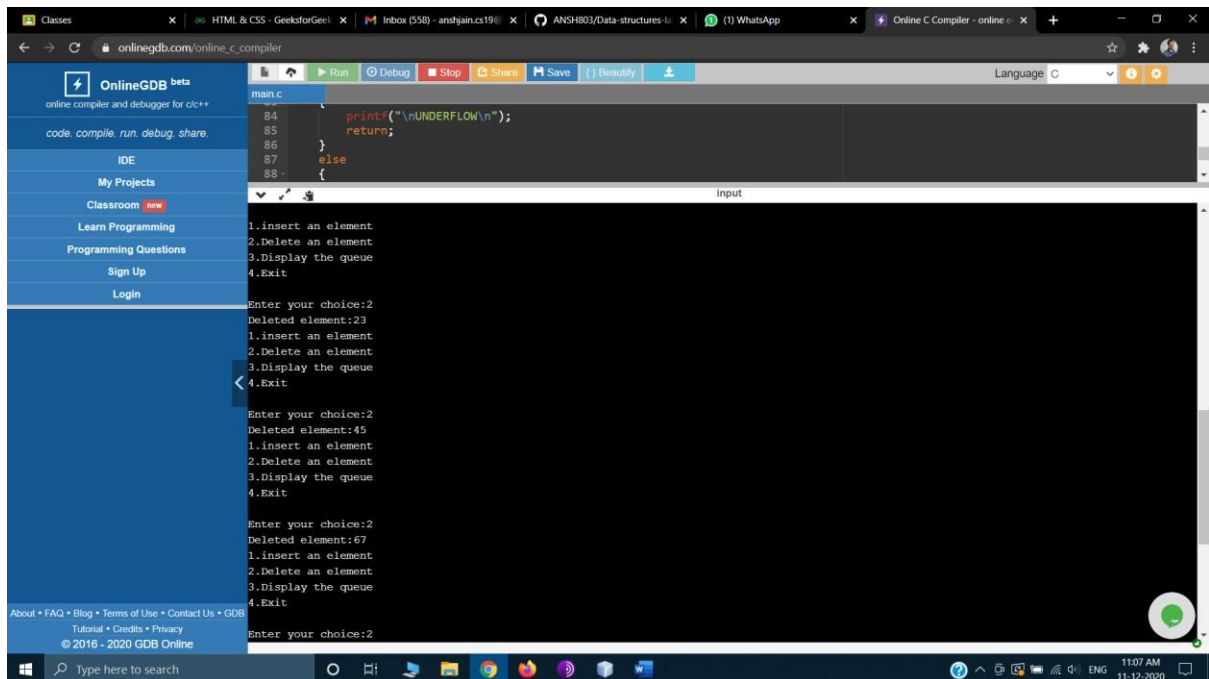 Classes
HTML & CSS - GeeksforGeek
Inbox (558) - anshjain.cs19@
ANSH803/Data-structures-la
(1) WhatsApp
Online C Compiler - online e
onlinegdb.com/online_c_compiler
OnlineGDB beta
online compiler and debugger for c/c++
code. compile. run. debug. share.
IDE
My Projects
Classroom new
Learn Programming
Programming Questions
Sign Up
Login
About • FAQ • Blog • Terms of Use • Contact Us • GDB
Tutorial • Credits • Privacy
© 2016 - 2020 GDB Online
Run Debug Stop Share Save { } Beautify
Language C
main.c
83 {
84 printf("\nUNDERFLOW\n");
85 return;
86 }
87 else
88 {
input
1.insert an element
2.Delete an element
3.Display the queue
4.Exit
Enter your choice:2
Deleted element:23
1.insert an element
2.Delete an element
3.Display the queue
4.Exit
Enter your choice:2
Deleted element:45
1.insert an element
2.Delete an element
3.Display the queue
4.Exit
Enter your choice:2
Deleted element:67
1.insert an element
2.Delete an element
3.Display the queue
4.Exit
Enter your choice:2
Type here to search
ENG
11:07 AM
11-12-2020